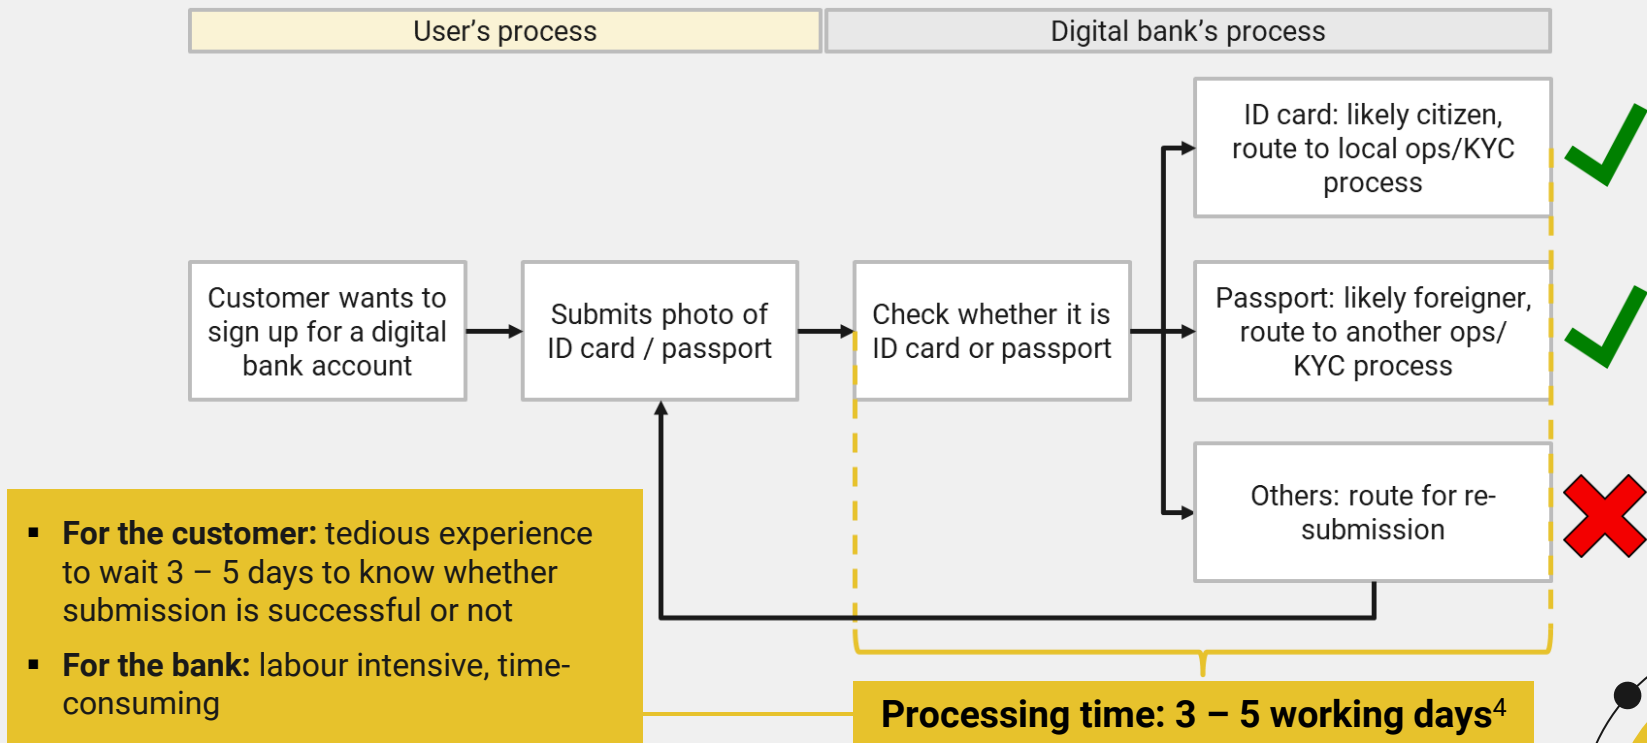 User’s process
Digital bank’s process
ID card: likely citizen,
route to local ops/KYC
process
Customer wants to
sign up for a digital
bank account
Submits photo of
ID card / passport
Check whether it is
ID card or passport
Passport: likely foreigner,
route to another ops/
KYC process
Others: route for re-
submission
▪ For the customer: tedious experience
to wait 3 – 5 days to know whether
submission is successful or not
▪ For the bank: labour intensive, time-
consuming
Processing time: 3 – 5 working days⁴